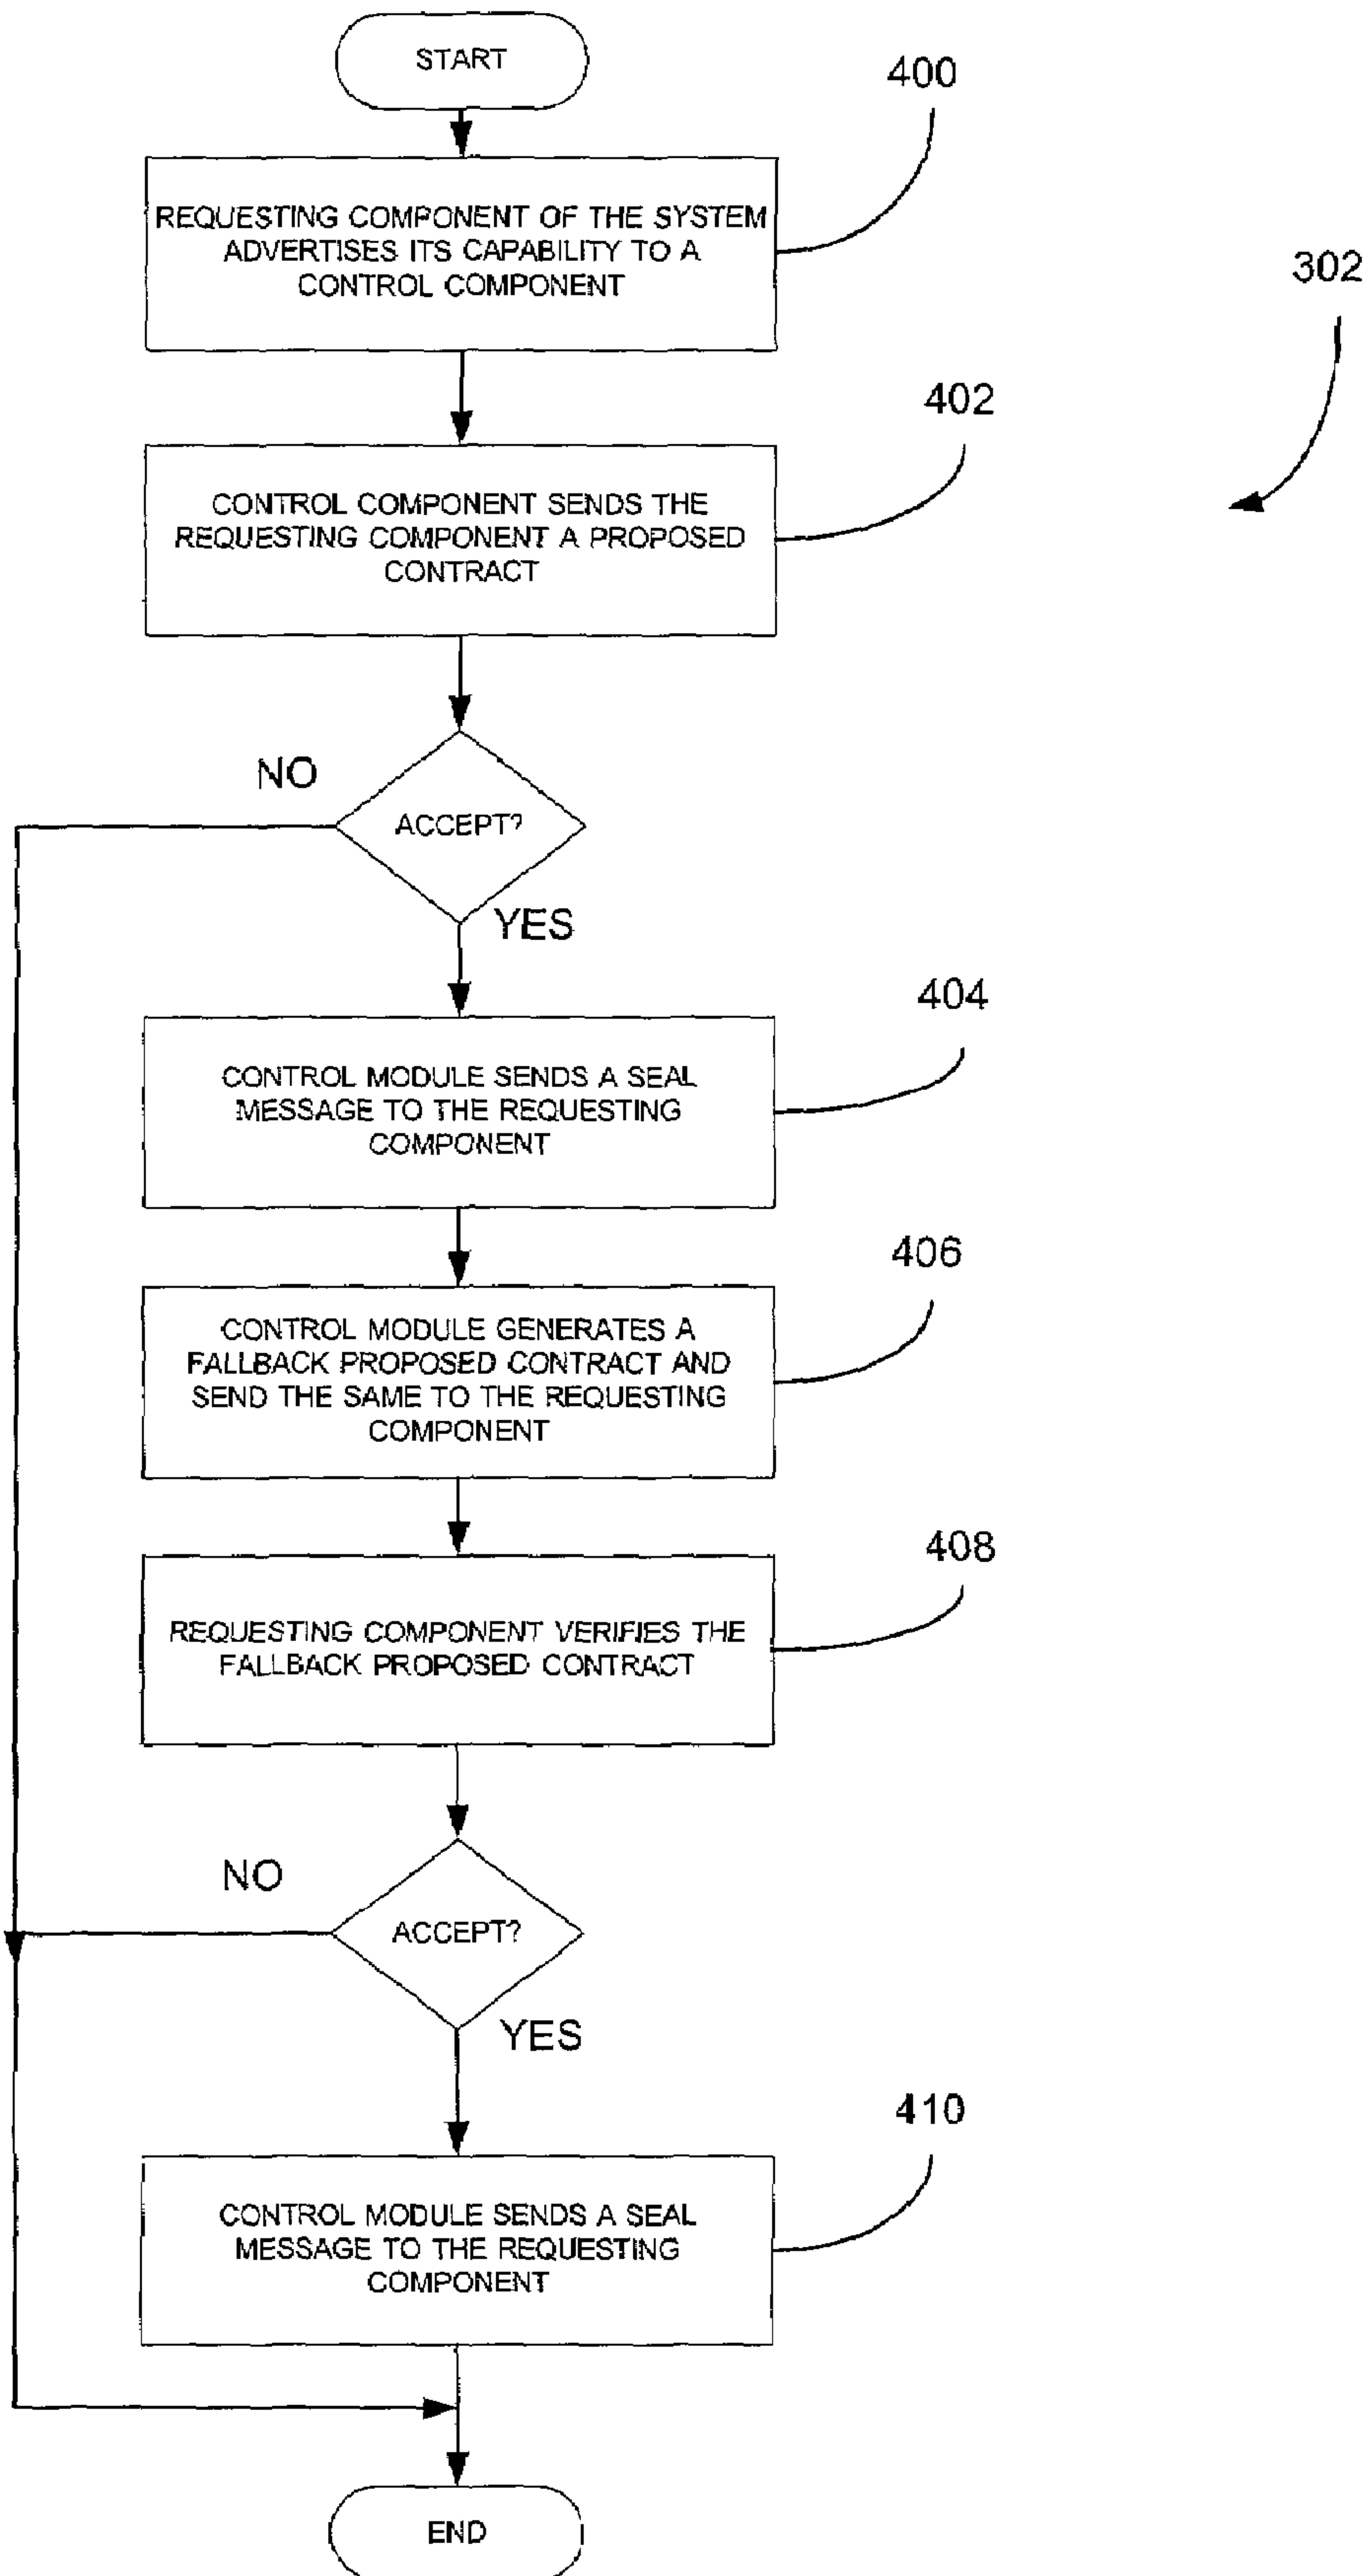 START
400
REQUESTING COMPONENT OF THE SYSTEM
ADVERTISES ITS CAPABILITY TO A
CONTROL COMPONENT
302
402
CONTROL COMPONENT SENDS THE
REQUESTING COMPONENT A PROPOSED
CONTRACT
NO
ACCEPT?
YES
404
CONTROL MODULE SENDS A SEAL
MESSAGE TO THE REQUESTING
COMPONENT
406
CONTROL MODULE GENERATES A
FALLBACK PROPOSED CONTRACT AND
SEND THE SAME TO THE REQUESTING
COMPONENT
408
REQUESTING COMPONENT VERIFIES THE
FALLBACK PROPOSED CONTRACT
NO
ACCEPT?
YES
410
CONTROL MODULE SENDS A SEAL
MESSAGE TO THE REQUESTING
COMPONENT
END